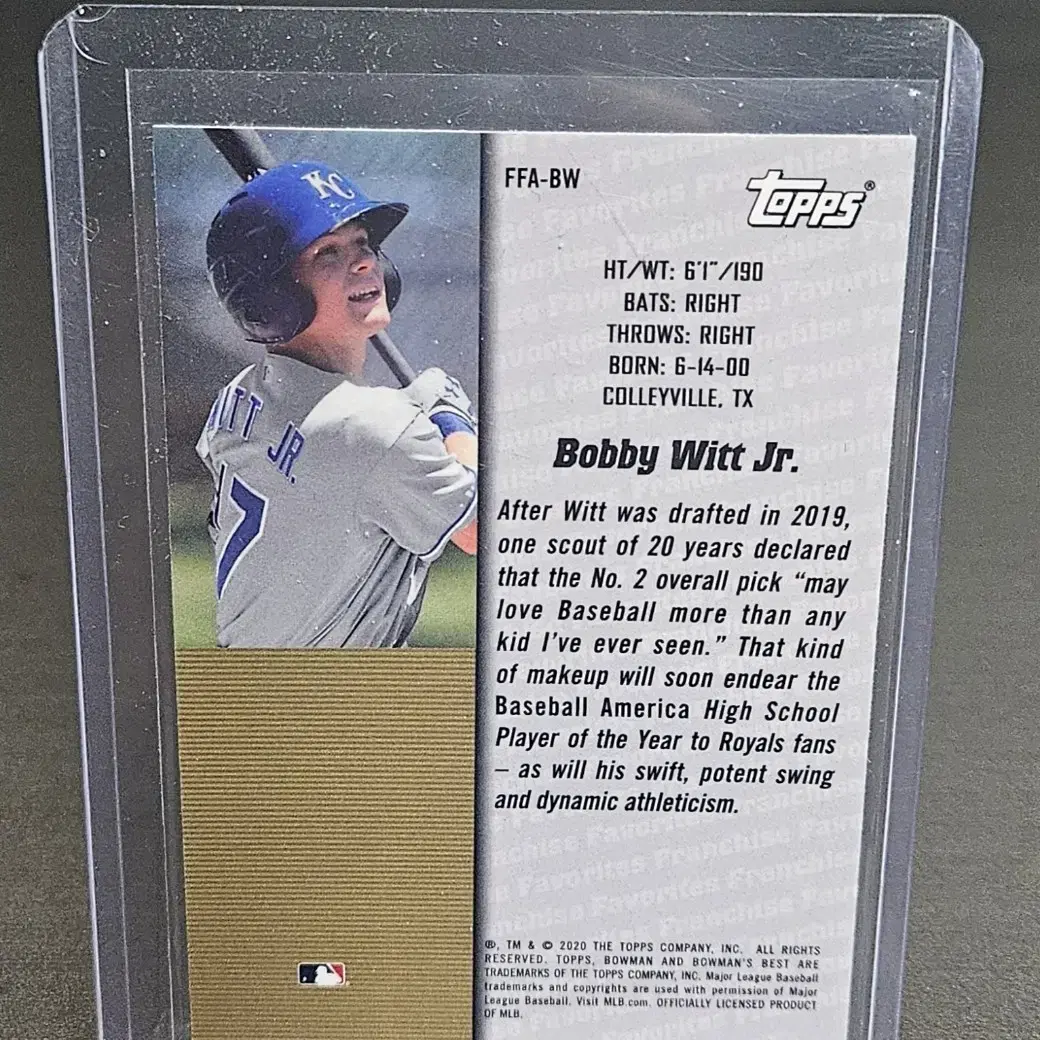 FFA-BW
TOPPS®
HT/WT: 6'1"/190
BATS: RIGHT
THROWS: RIGHT
BORN: 6-14-00
COLLEYVILLE, TX
KC
ITT JR.
7
Bobby Witt Jr.
After Witt was drafted in 2019,
one scout of 20 years declared
that the No. 2 overall pick “may
love Baseball more than any
kid I’ve ever seen.” That kind
of makeup will soon endear the
Baseball America High School
Player of the Year to Royals fans
– as will his swift, potent swing
and dynamic athleticism.
®, TM & © 2020 THE TOPPS COMPANY, INC. ALL RIGHTS
RESERVED. TOPPS, BOWMAN AND BOWMAN'S BEST ARE
TRADEMARKS OF THE TOPPS COMPANY, INC. Major League Baseball
trademarks and copyrights are used with permission of Major
League Baseball. Visit MLB.com. OFFICIALLY LICENSED PRODUCT
OF MLB.